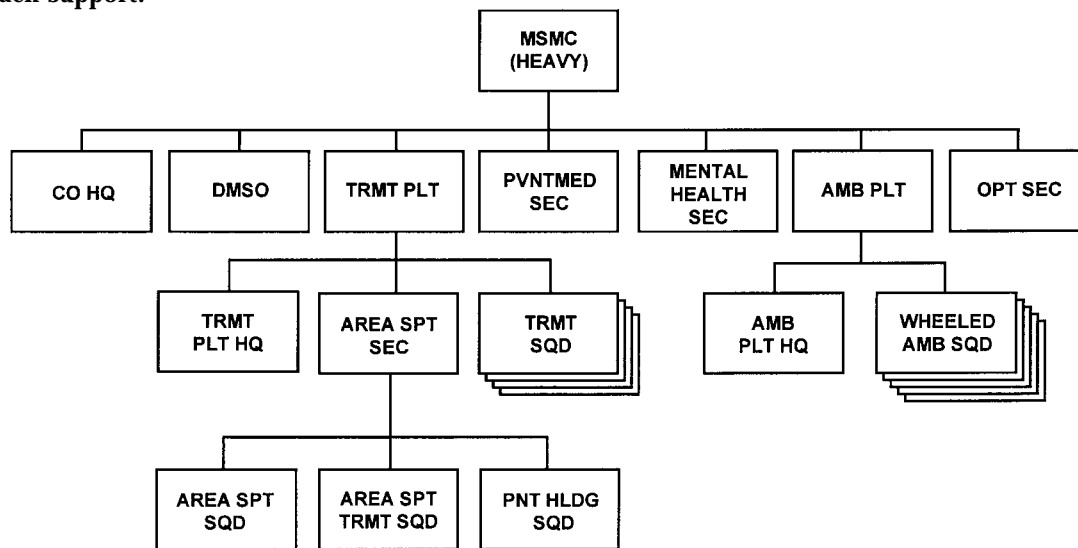 MSMC
(HEAVY)
CO HQ
DMSO
TRMT PLT
PVNTMED
SEC
MENTAL
HEALTH
SEC
AMB PLT
OPT SEC
TRMT
PLT HQ
AREA SPT
SEC
TRMT
SQD
AMB
PLT HQ
WHEELED
AMB SQD
AREA SPT
SQD
AREA SPT
TRMT SQD
PNT HLDG
SQD